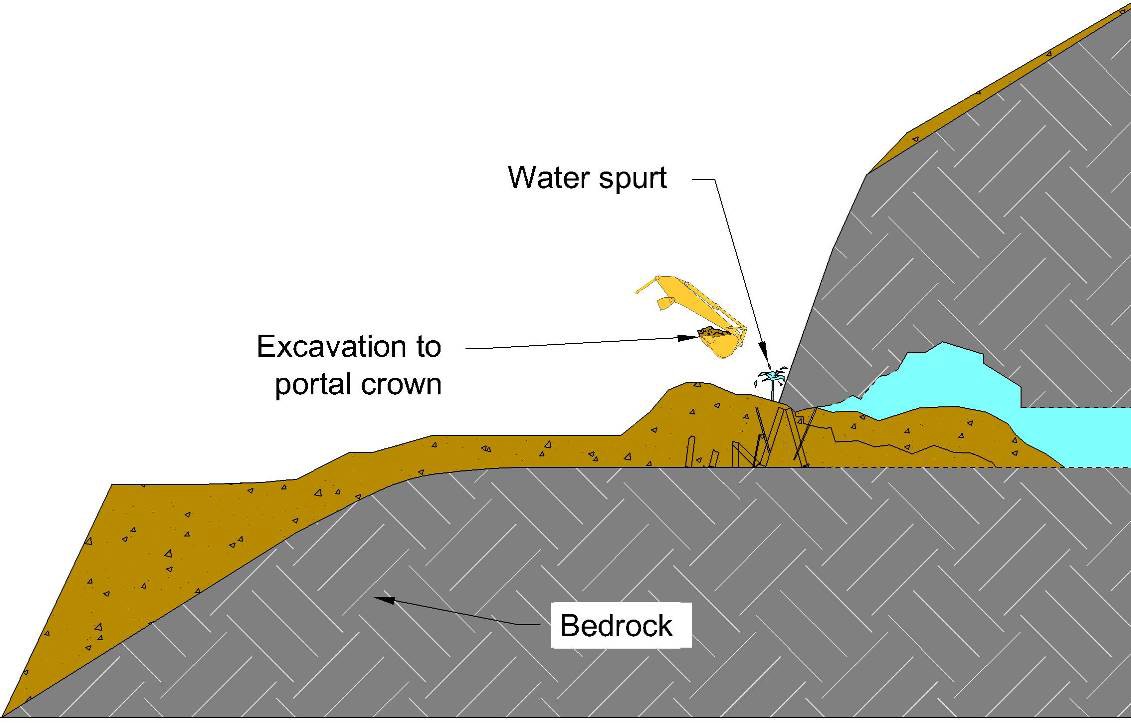 Water spurt
Excavation to
portal crown
Bedrock